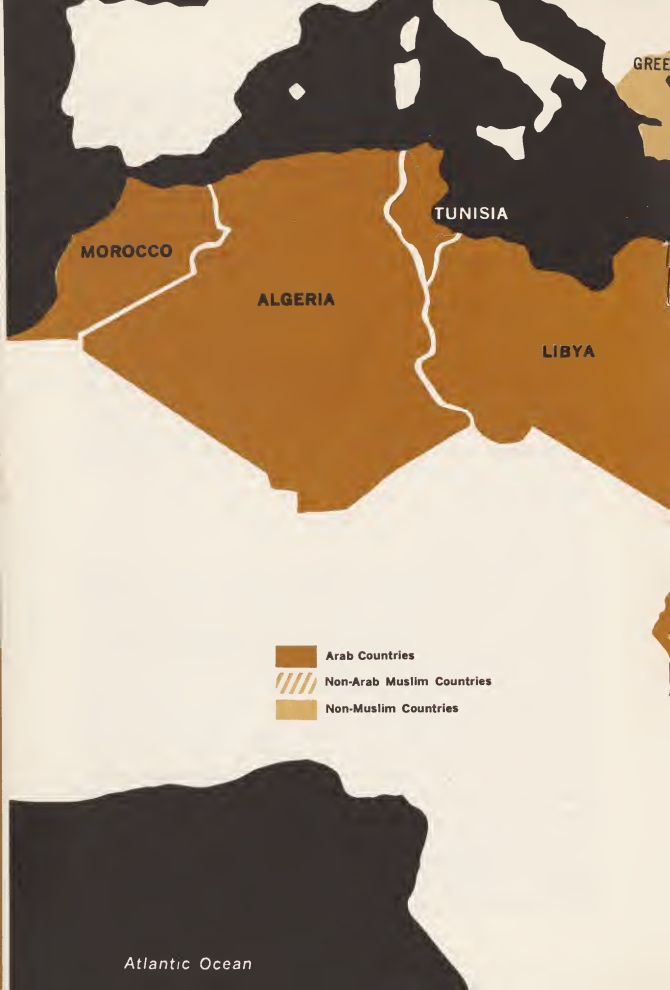 GREE
TUNISIA
MOROCCO
ALGERIA
LIBYA
Arab Countries
Non-Arab Muslim Countries
Non-Muslim Countries
Atlantic Ocean